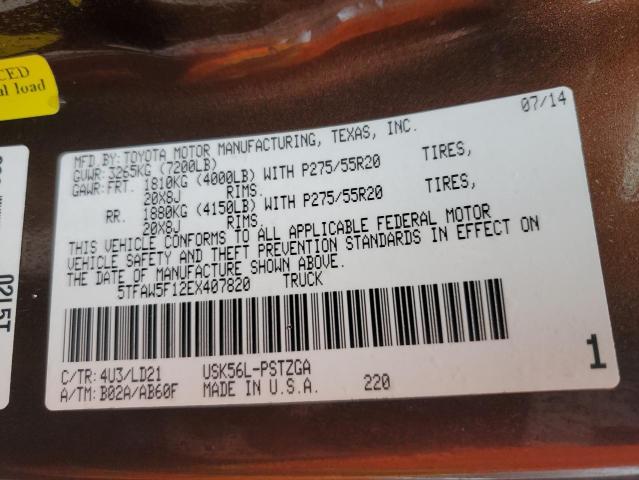 CED
al load
07/14
MFD.BY:TOYOTA MOTOR MANUFACTURING, TEXAS, INC.
GVWR:3265KG (7200LB)
GAWR:FRT. 1810KG (4000LB) WITH P275/55R20 TIRES,
20X8J RIMS.
RR. 1880KG (4150LB) WITH P275/55R20 TIRES,
20X8J RIMS.
THIS VEHICLE CONFORMS TO ALL APPLICABLE FEDERAL MOTOR
VEHICLE SAFETY AND THEFT PREVENTION STANDARDS IN EFFECT ON
THE DATE OF MANUFACTURE SHOWN ABOVE.
5TFAW5F12EX407820 TRUCK
C/TR:4U3/LD21 USK56L-PSTZGA
A/TM:B02A/AB60F MADE IN U.S.A. 220
1